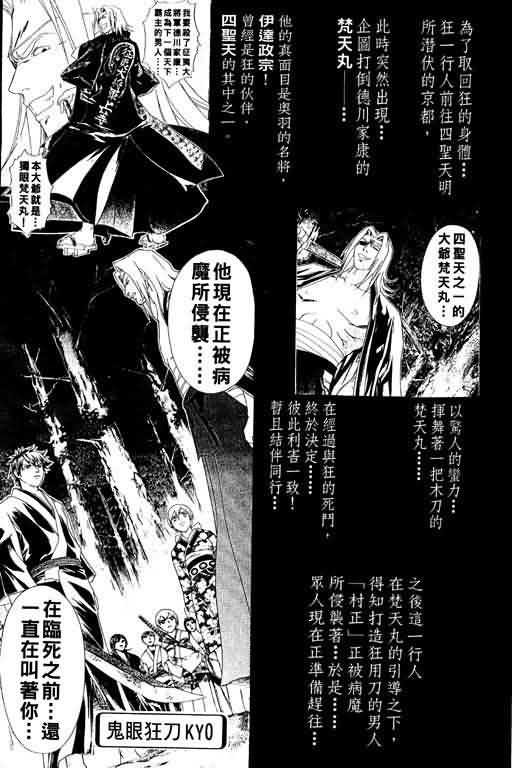 為了取回狂的身體…
狂一行人前往四聖天明
所潛伏的京都，
此時突然出現…
企圖打倒德川家康的
梵天丸——…
他的真面目是奧羽的名將，
伊達政宗！
曾經是狂的伙伴，
四聖天的其中之一。
我要殺了征夷大
將軍德川家康…
成為下一個天下
霸主的男人…
本大爺就是…
獨眼梵天丸！
四聖天之一的
大爺梵天丸…
以驚人的蠻力…
揮舞著一把木刀的
梵天丸……
在經過與狂的死鬥，
終於決定……
彼此利害一致！
暫且結伴同行…
之後這一行人
在梵天丸的引導之下，
得知打造狂用刀的男人
「村正」正被病魔
所侵襲著…於是……
眾人現在正準備趕往…
他現在正被病
魔所侵襲……
在臨死之前…還
一直在叫著你…
鬼眼狂刀KYO